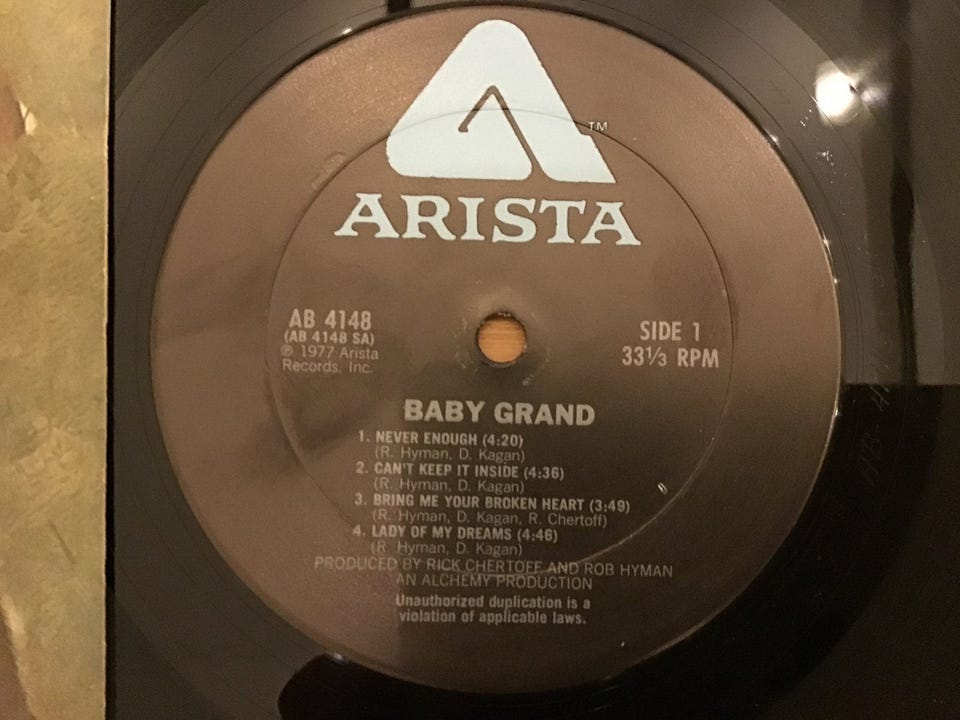 ™
ARISTA
AB 4148
(AB 4148 SA)
℗ 1977 Arista
Records, Inc.
SIDE 1
33⅓ RPM
BABY GRAND
1. NEVER ENOUGH (4:20)
(R. Hyman, D. Kagan)
2. CAN'T KEEP IT INSIDE (4:36)
(R. Hyman, D. Kagan)
3. BRING ME YOUR BROKEN HEART (3:49)
(R. Hyman, D. Kagan, R. Chertoff)
4. LADY OF MY DREAMS (4:46)
(R. Hyman, D. Kagan)
PRODUCED BY RICK CHERTOFF AND ROB HYMAN
AN ALCHEMY PRODUCTION
Unauthorized duplication is a
violation of applicable laws.